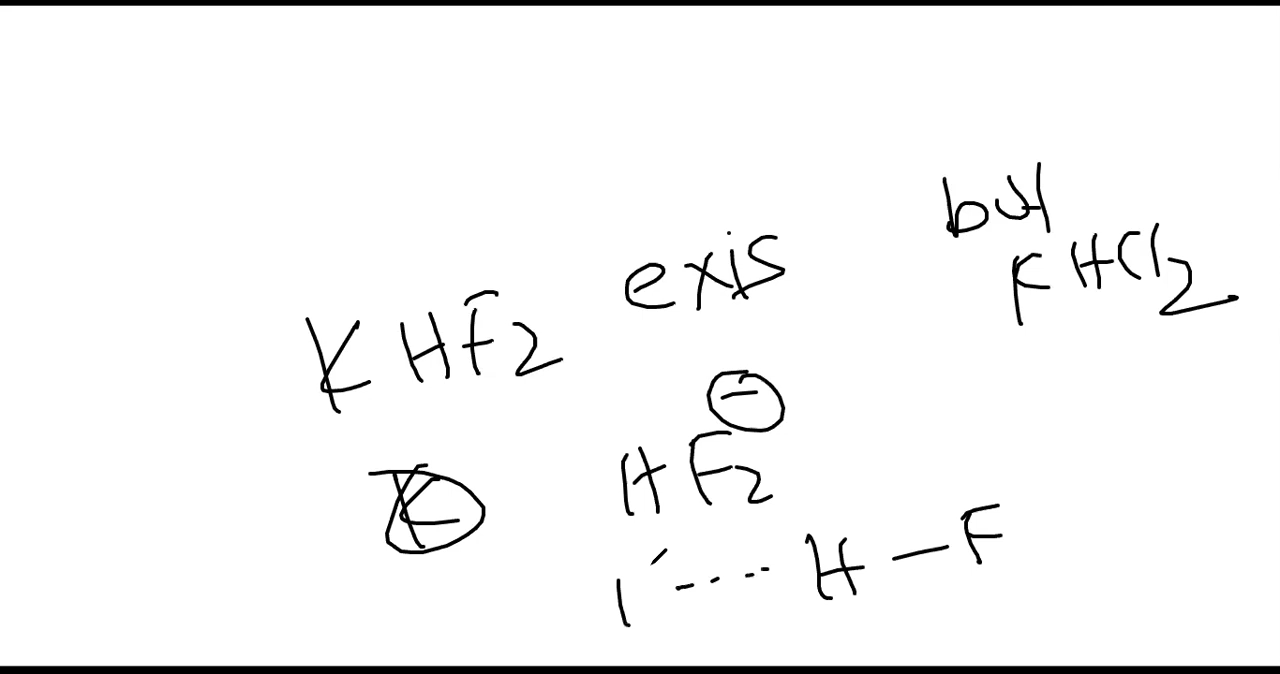 but
KHF2 exis KHCl2
K HF2⊖
---- H – F